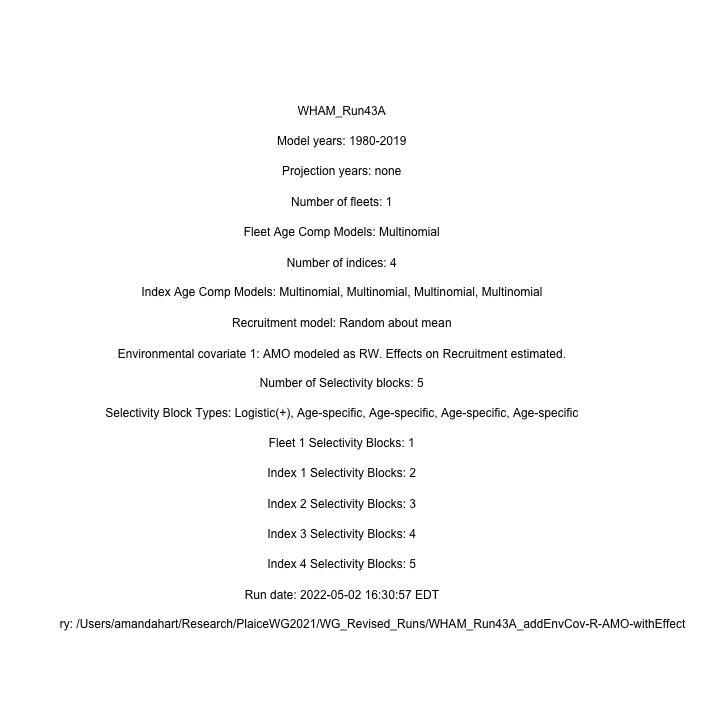 WHAM_Run43A
Model years: 1980-2019
Projection years: none
Number of fleets: 1
Fleet Age Comp Models: Multinomial
Number of indices: 4
Index Age Comp Models: Multinomial, Multinomial, Multinomial, Multinomial
Recruitment model: Random about mean
Environmental covariate 1: AMO modeled as RW. Effects on Recruitment estimated.
Number of Selectivity blocks: 5
Selectivity Block Types: Logistic(+), Age-specific, Age-specific, Age-specific, Age-specific
Fleet 1 Selectivity Blocks: 1
Index 1 Selectivity Blocks: 2
Index 2 Selectivity Blocks: 3
Index 3 Selectivity Blocks: 4
Index 4 Selectivity Blocks: 5
Run date: 2022-05-02 16:30:57 EDT
ry: /Users/amandahart/Research/PlaiceWG2021/WG_Revised_Runs/WHAM_Run43A_addEnvCov-R-AMO-withEffect